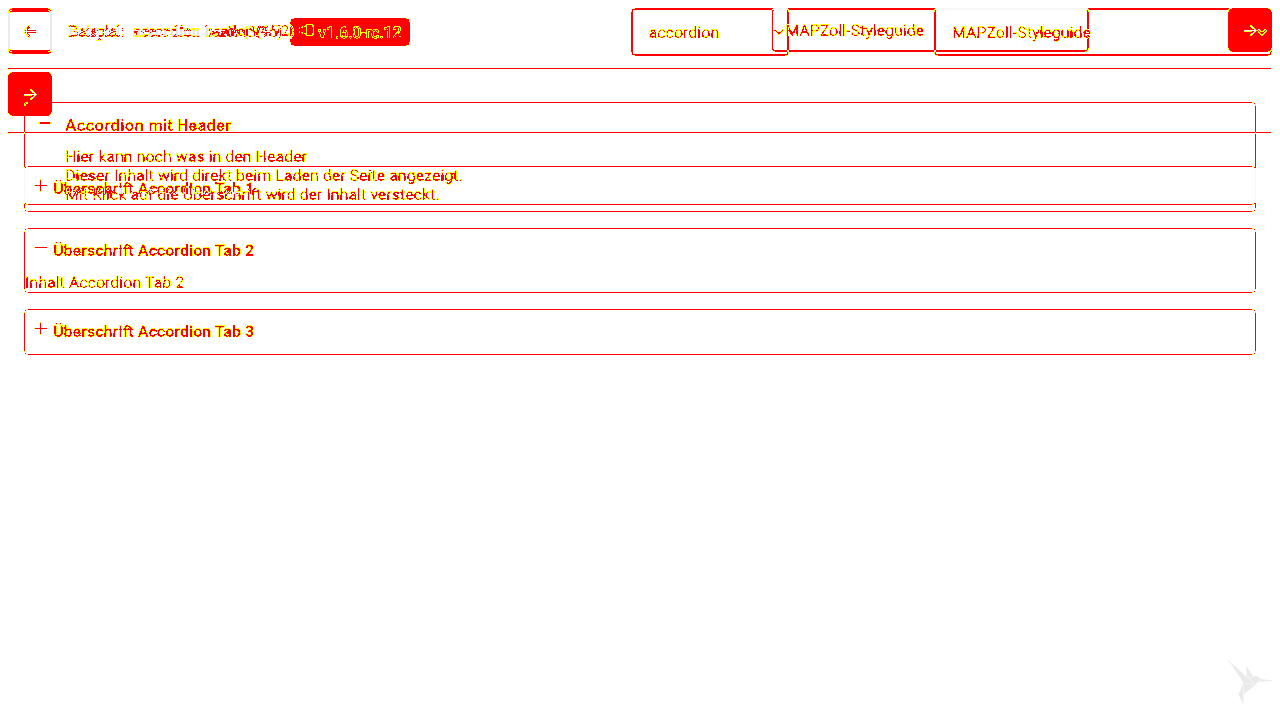 Beispiel: accordion header v1.6.0-rc.12
accordion
MAPZoll-Styleguide
MAPZoll-Styleguide
Accordion mit Header
Hier kann noch was in den Header
Dieser Inhalt wird direkt beim Laden der Seite angezeigt.
Überschrift Accordion Tab 1
Mit Klick auf die Überschrift wird der Inhalt versteckt.
Überschrift Accordion Tab 2
Inhalt Accordion Tab 2
Überschrift Accordion Tab 3